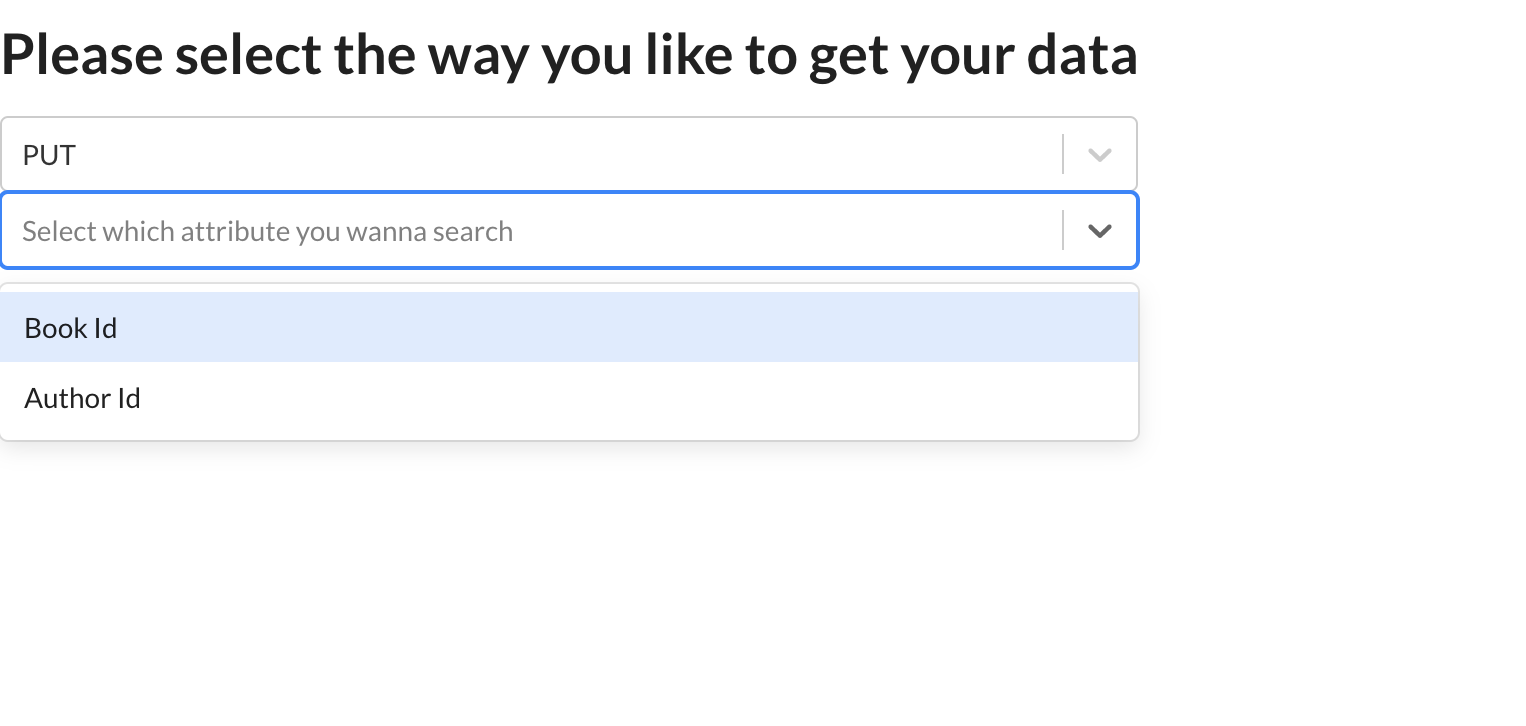 Please select the way you like to get your data
PUT
Select which attribute you wanna search
Book Id
Author Id